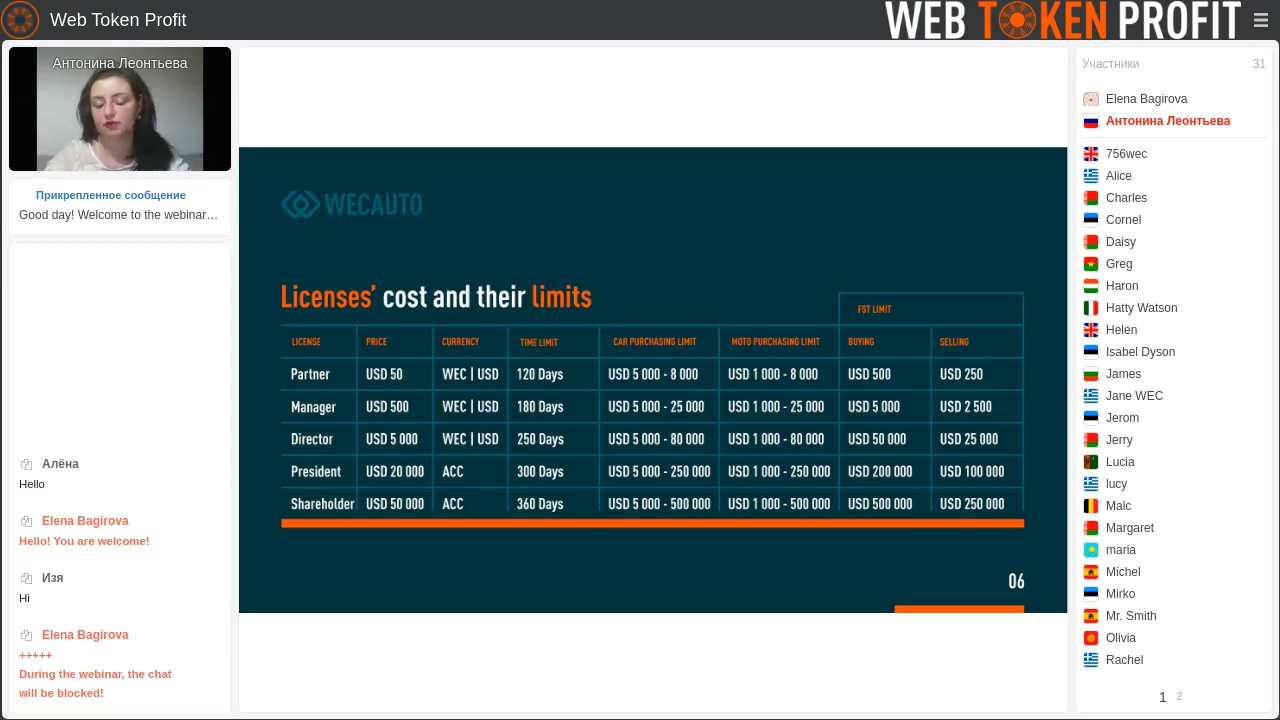 Web Token Profit
WEB TOKEN PROFIT
Антонина Леонтьева
Прикрепленное сообщение
Good day! Welcome to the webinar…
Алёна
Hello
Elena Bagirova
Hello! You are welcome!
Изя
Hi
Elena Bagirova
+++++
During the webinar, the chat
will be blocked!
WECAUTO
Licenses' cost and their limits
FST LIMIT
LICENSE PRICE CURRENCY TIME LIMIT CAR PURCHASING LIMIT MOTO PURCHASING LIMIT BUYING SELLING
Partner USD 50 WEC | USD 120 Days USD 5 000 - 8 000 USD 1 000 - 8 000 USD 500 USD 250
Manager USD 500 WEC | USD 180 Days USD 5 000 - 25 000 USD 1 000 - 25 000 USD 5 000 USD 2 500
Director USD 5 000 WEC | USD 250 Days USD 5 000 - 80 000 USD 1 000 - 80 000 USD 50 000 USD 25 000
President USD 20 000 ACC 300 Days USD 5 000 - 250 000 USD 1 000 - 250 000 USD 200 000 USD 100 000
Shareholder USD 50 000 ACC 360 Days USD 5 000 - 500 000 USD 1 000 - 500 000 USD 500 000 USD 250 000
06
Участники 31
Elena Bagirova
Антонина Леонтьева
756wec
Alice
Charles
Cornel
Daisy
Greg
Haron
Hatty Watson
Helen
Isabel Dyson
James
Jane WEC
Jerom
Jerry
Lucia
lucy
Malc
Margaret
maria
Michel
Mirko
Mr. Smith
Olivia
Rachel
1 2